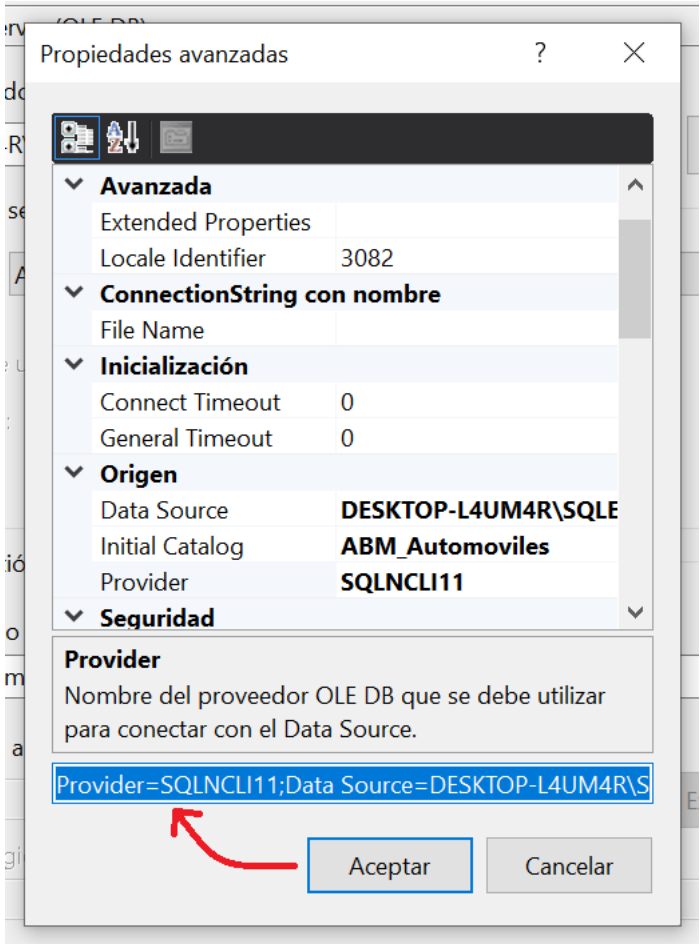 (OLE DB)
Propiedades avanzadas
Avanzada
Extended Properties
Locale Identifier 3082
ConnectionString con nombre
File Name
Inicialización
Connect Timeout 0
General Timeout 0
Origen
Data Source DESKTOP-L4UM4R\SQLE
Initial Catalog ABM_Automoviles
Provider SQLNCLI11
Seguridad
Provider
Nombre del proveedor OLE DB que se debe utilizar
para conectar con el Data Source.
Provider=SQLNCLI11;Data Source=DESKTOP-L4UM4R\S
Aceptar Cancelar